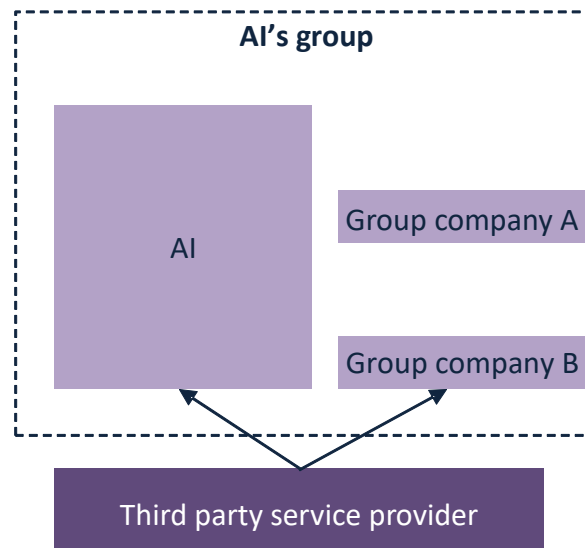 AI’s group
AI
Group company A
Group company B
Third party service provider